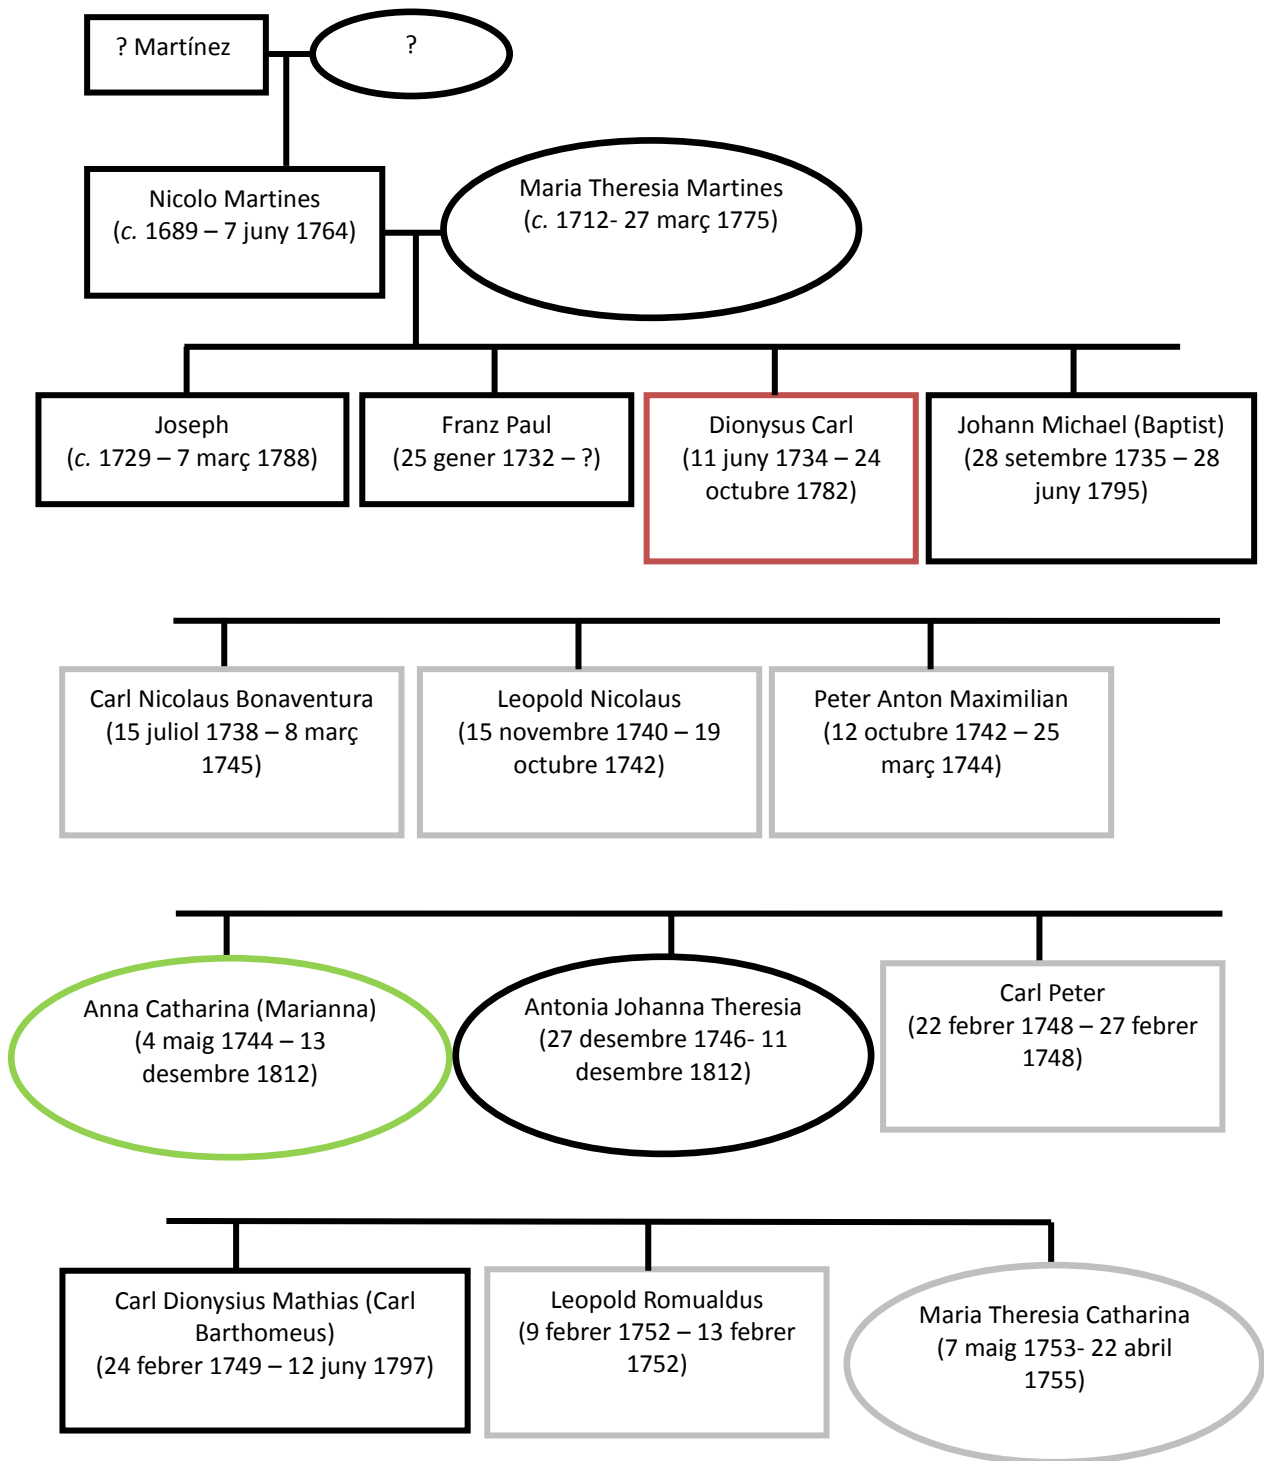 ? Martínez
?
Nicolo Martines
(c. 1689 – 7 juny 1764)
Maria Theresia Martines
(c. 1712- 27 març 1775)
Joseph
(c. 1729 – 7 març 1788)
Franz Paul
(25 gener 1732 – ?)
Dionysus Carl
(11 juny 1734 – 24
octubre 1782)
Johann Michael (Baptist)
(28 setembre 1735 – 28
juny 1795)
Carl Nicolaus Bonaventura
(15 juliol 1738 – 8 març
1745)
Leopold Nicolaus
(15 novembre 1740 – 19
octubre 1742)
Peter Anton Maximilian
(12 octubre 1742 – 25
març 1744)
Anna Catharina (Marianna)
(4 maig 1744 – 13
desembre 1812)
Antonia Johanna Theresia
(27 desembre 1746- 11
desembre 1812)
Carl Peter
(22 febrer 1748 – 27 febrer
1748)
Carl Dionysius Mathias (Carl
Barthomeus)
(24 febrer 1749 – 12 juny 1797)
Leopold Romualdus
(9 febrer 1752 – 13 febrer
1752)
Maria Theresia Catharina
(7 maig 1753- 22 abril
1755)